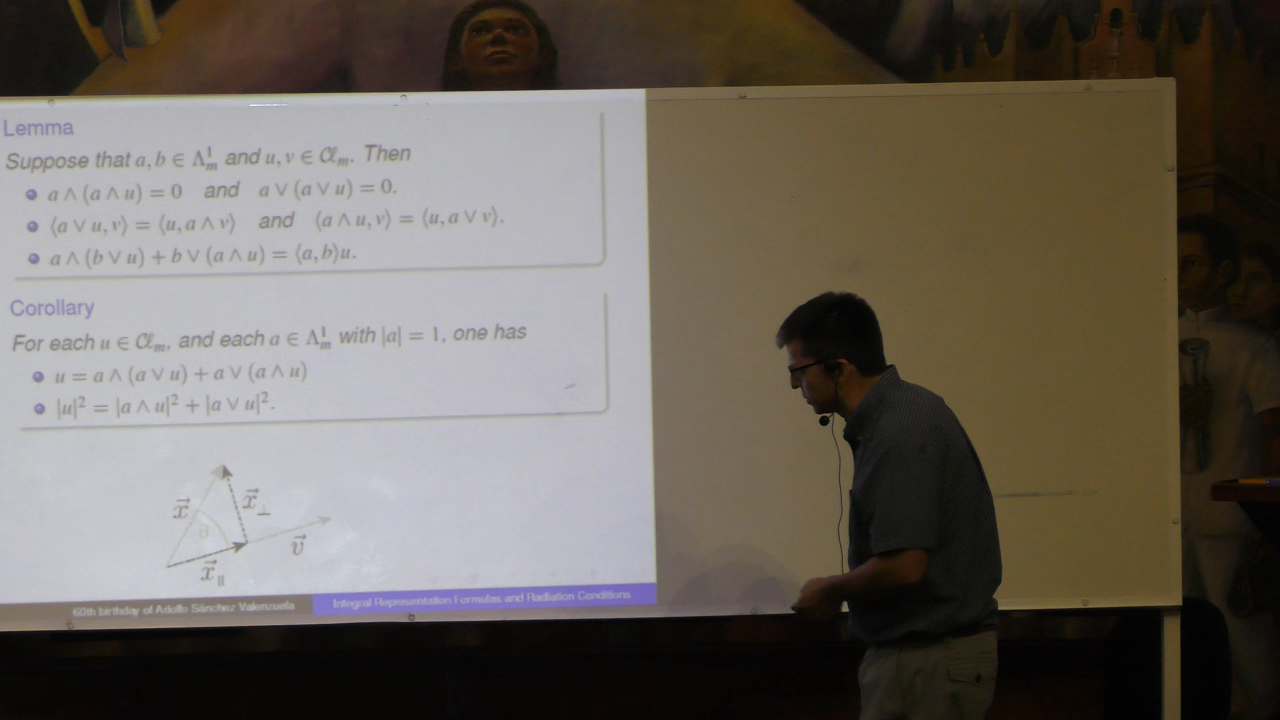 Lemma
Suppose that a, b ∈ Λ¹ₘ and u, v ∈ 𝒞ℓₘ. Then
a ∧ (a ∧ u) = 0 and a ∨ (a ∨ u) = 0.
⟨a ∨ u, v⟩ = ⟨u, a ∧ v⟩ and ⟨a ∧ u, v⟩ = ⟨u, a ∨ v⟩.
a ∧ (b ∨ u) + b ∨ (a ∧ u) = ⟨a, b⟩u.
Corollary
For each u ∈ 𝒞ℓₘ, and each a ∈ Λ¹ₘ with |a| = 1, one has
u = a ∧ (a ∨ u) + a ∨ (a ∧ u)
|u|² = |a ∧ u|² + |a ∨ u|².
x⃗ x⃗⊥
θ
v⃗
x⃗∥
60th birthday of Adolfo Sánchez Valenzuela Integral Representation Formulas and Radiation Conditions